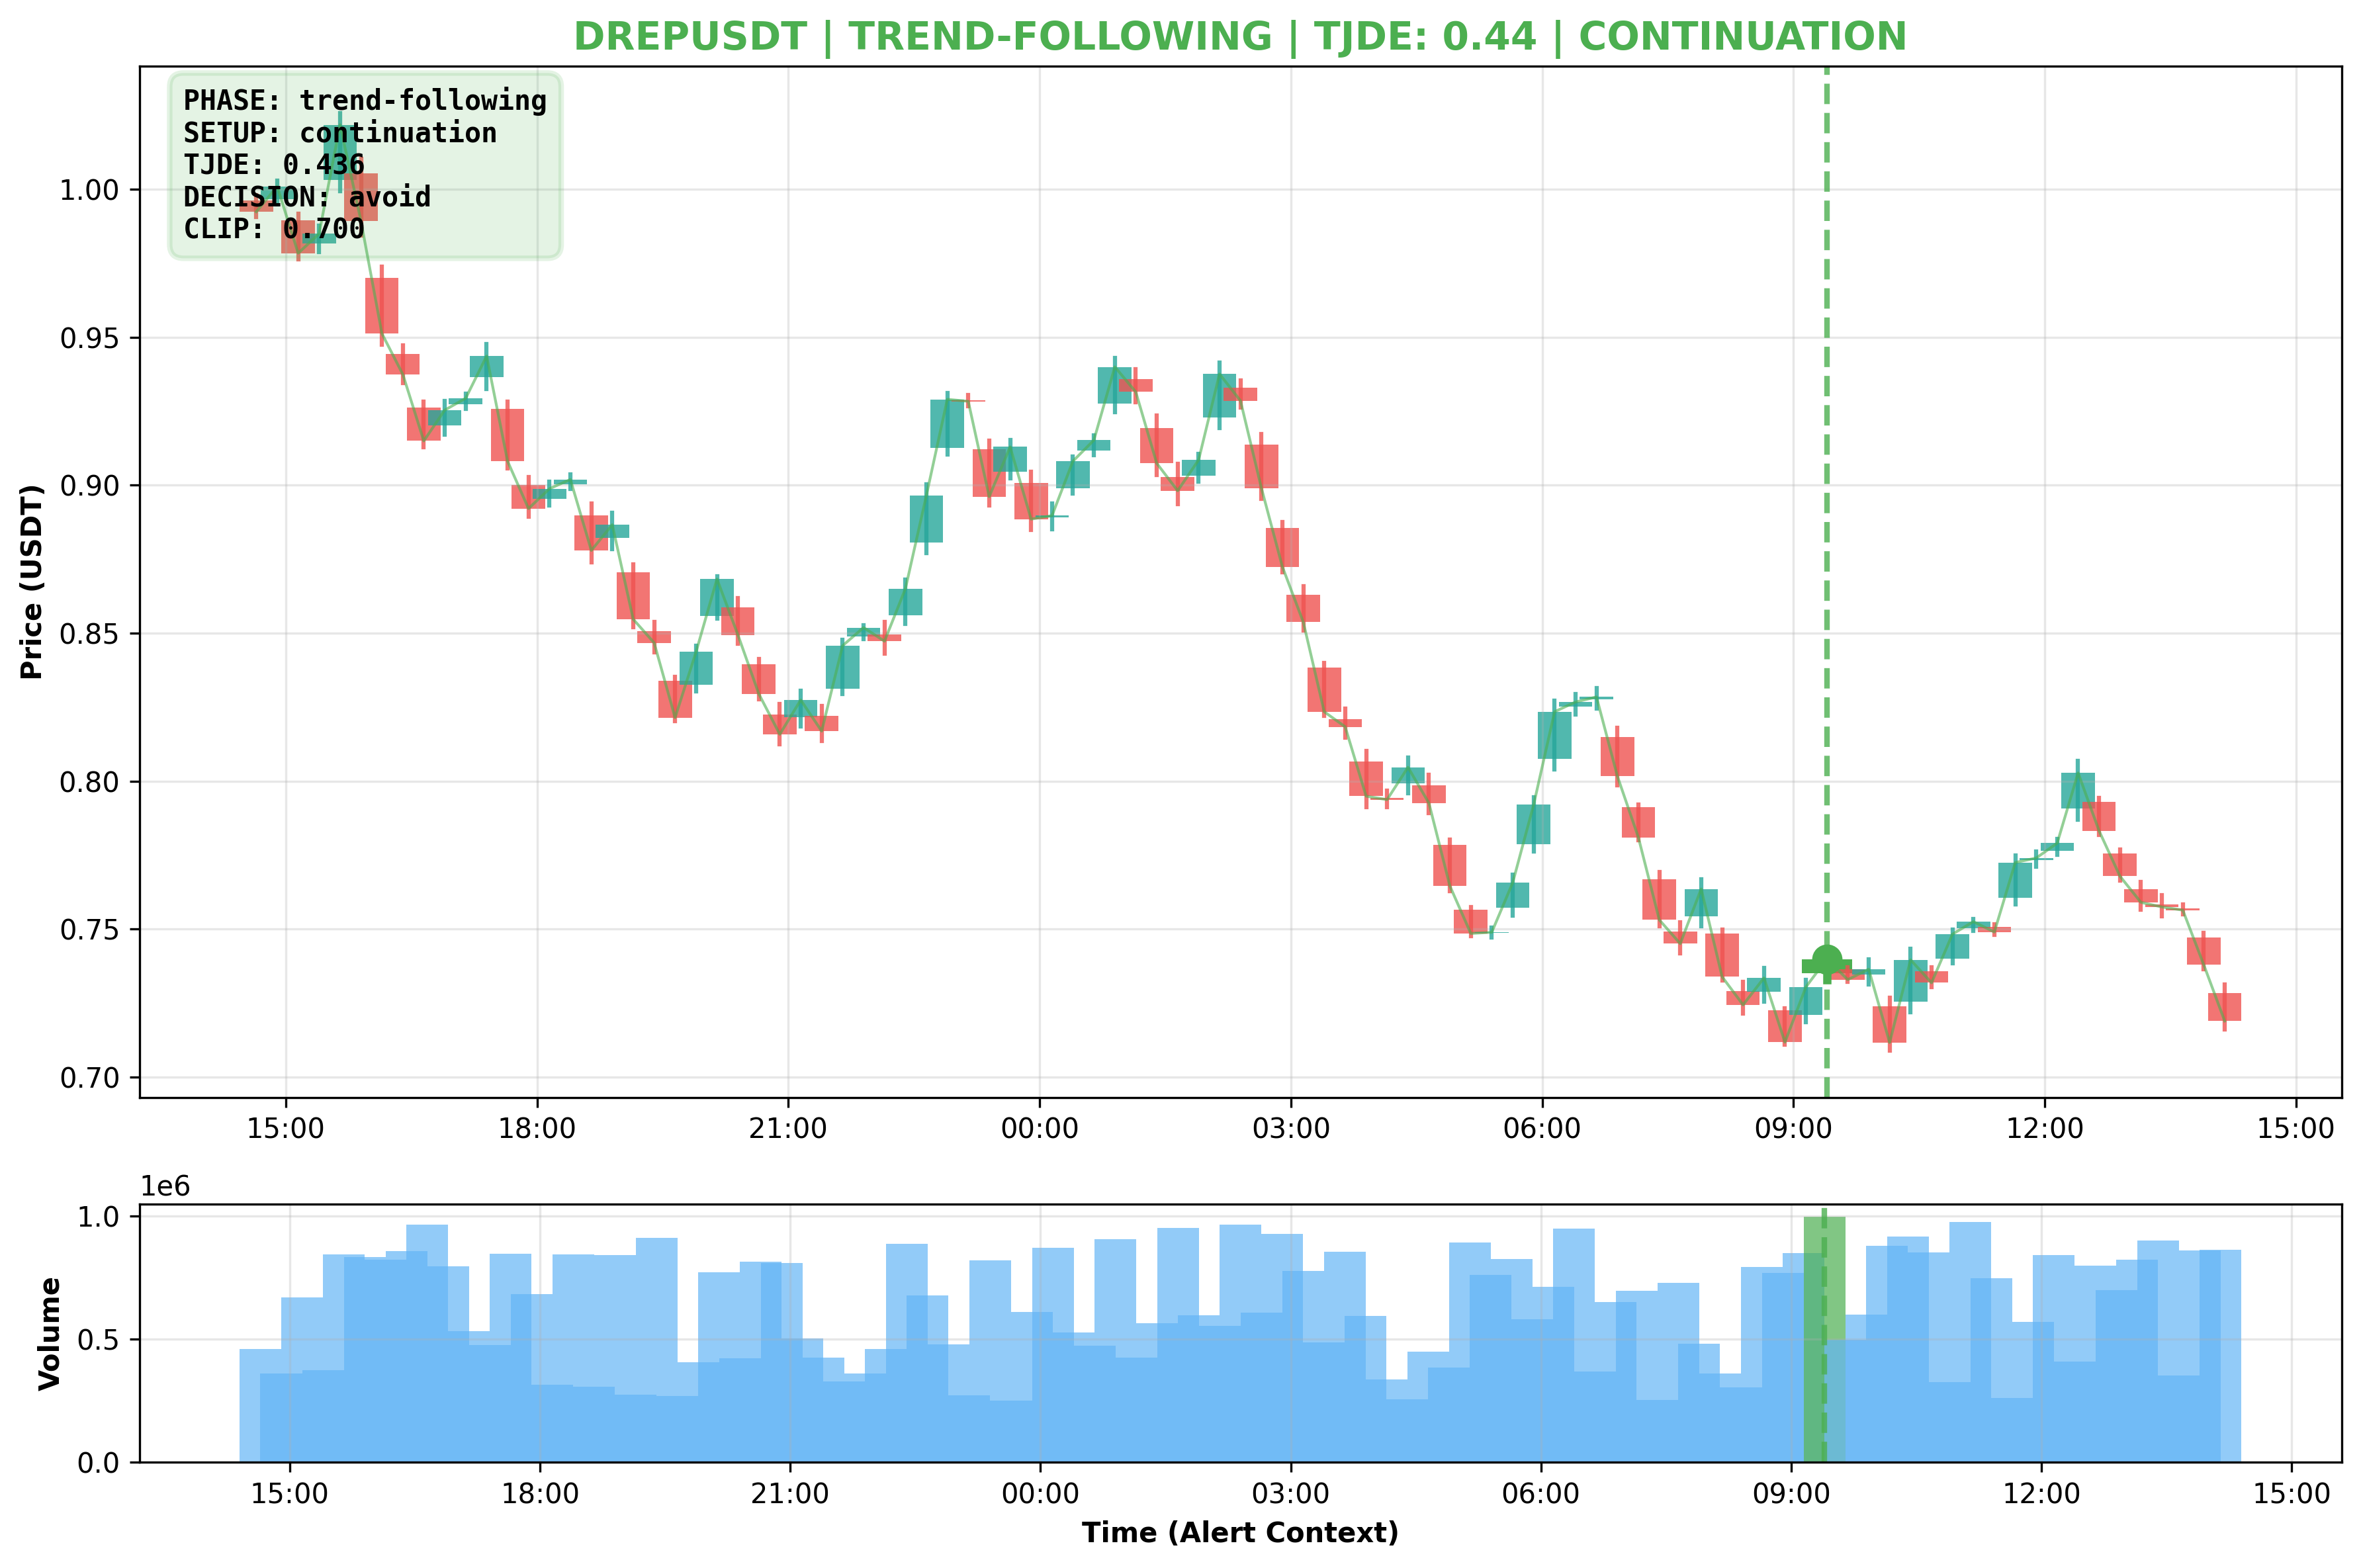 DREPUSDT | TREND-FOLLOWING | TJDE: 0.44 | CONTINUATION
PHASE: trend-following
SETUP: continuation
TJDE: 0.436
DECISION: avoid
CLIP: 0.700
Price (USDT)
1.00
0.95
0.90
0.85
0.80
0.75
0.70
15:00 18:00 21:00 00:00 03:00 06:00 09:00 12:00 15:00
1e6
Volume
1.0
0.5
0.0
15:00 18:00 21:00 00:00 03:00 06:00 09:00 12:00 15:00
Time (Alert Context)